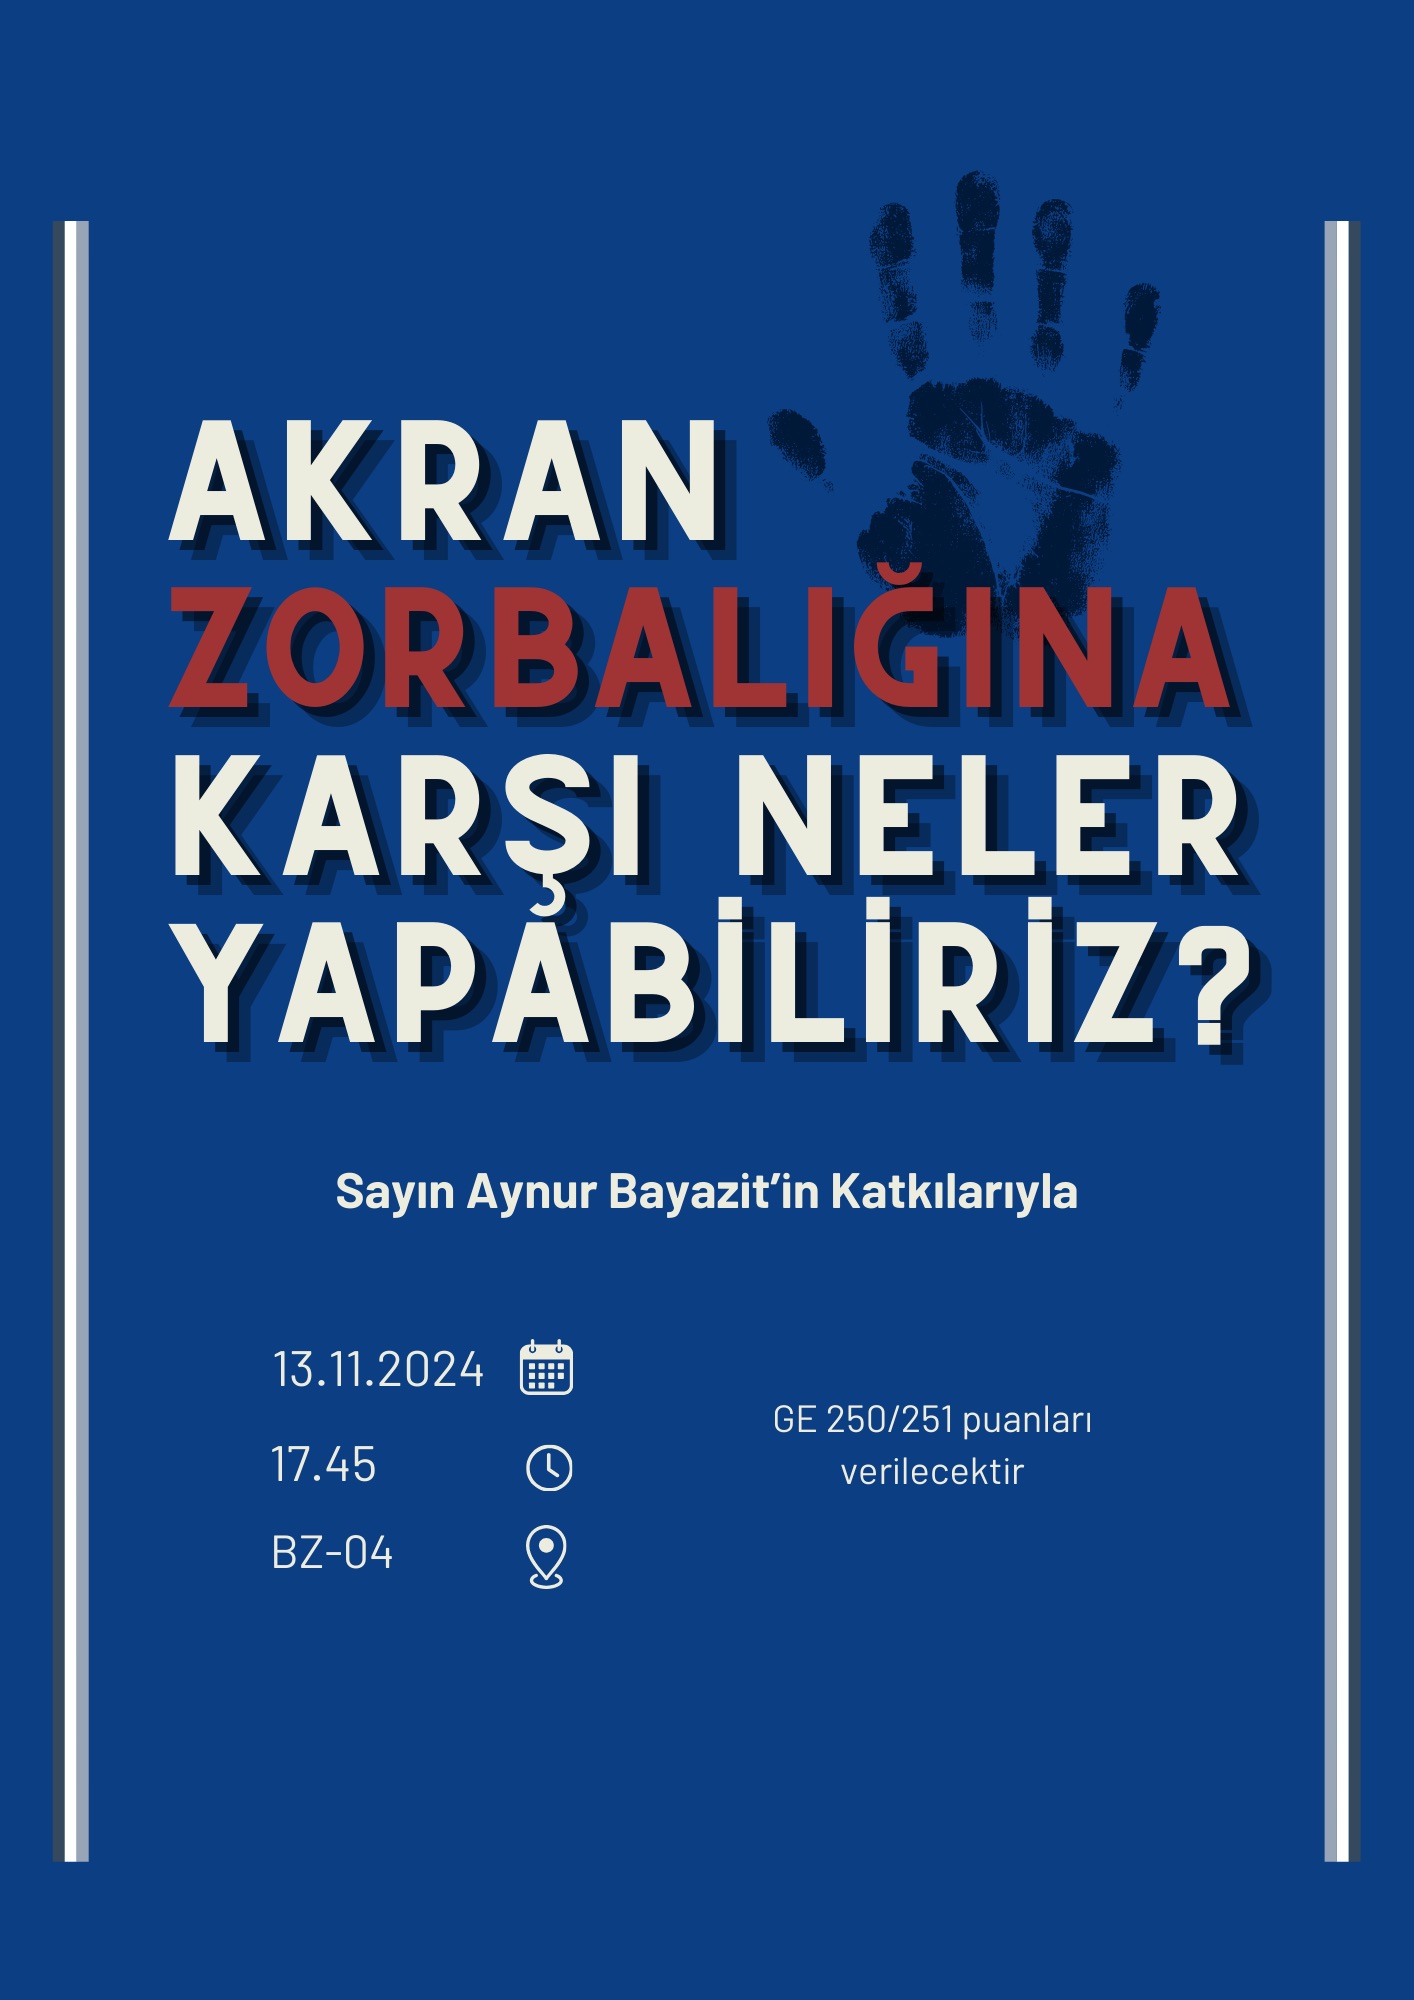 AKRAN
ZORBALIĞINA
KARŞI NELER
YAPABİLİRİZ?
Sayın Aynur Bayazit’in Katkılarıyla
13.11.2024
17.45
BZ-04
GE 250/251 puanları
verilecektir